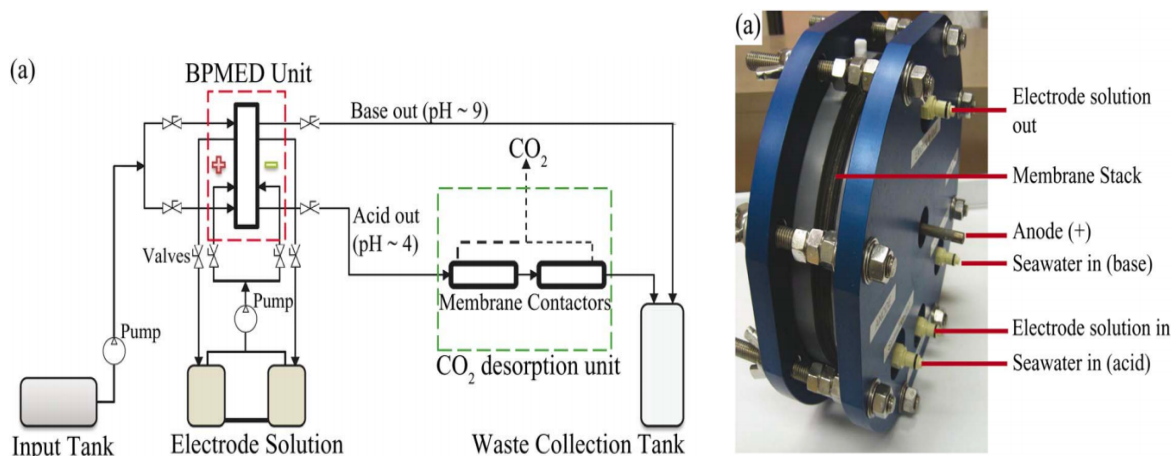 (a)
BPMED Unit
Base out (pH ~ 9)
CO2
+
-
Acid out
(pH ~ 4)
Valves
Pump
Membrane Contactors
Pump
CO2 desorption unit
Input Tank
Electrode Solution
Waste Collection Tank
(a)
Electrode solution
out
Membrane Stack
Anode (+)
Seawater in (base)
Electrode solution in
Seawater in (acid)